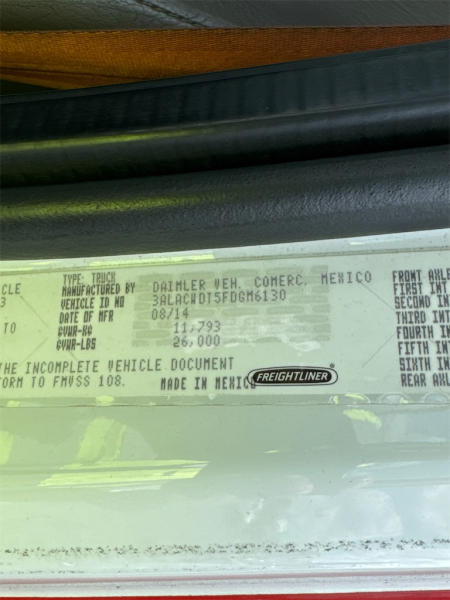 TYPE: TRUCK
MANUFACTURED BY DAIMLER VEH. COMERC. MEXICO FRONT AXLE
VEHICLE ID NO 3ALACWDT5FDGM6130 FIRST INT
DATE OF MFR 08/14 SECOND INT
GVWR-KG 11,793 THIRD INT
GVWR-LBS 26,000 FOURTH IN
FIFTH INT
THE INCOMPLETE VEHICLE DOCUMENT SIXTH IN
FORM TO FMVSS 108. MADE IN MEXICO FREIGHTLINER REAR AXL